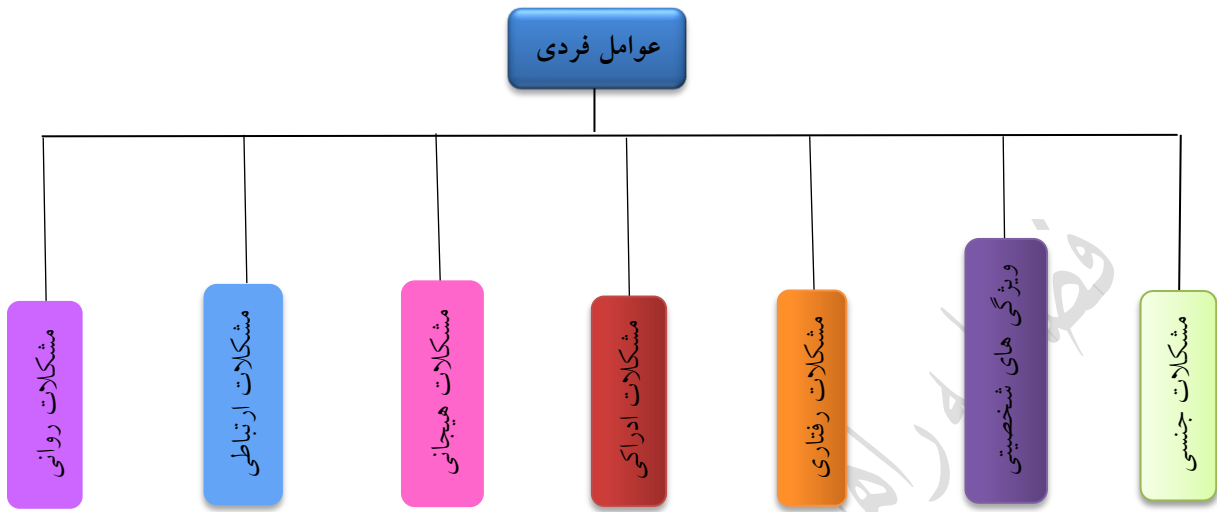 عوامل فردی
مشکلات جنسی
ویژگی های شخصیتی
مشکلات رفتاری
مشکلات ادراکی
مشکلات هیجانی
مشکلات ارتباطی
مشکلات روانی